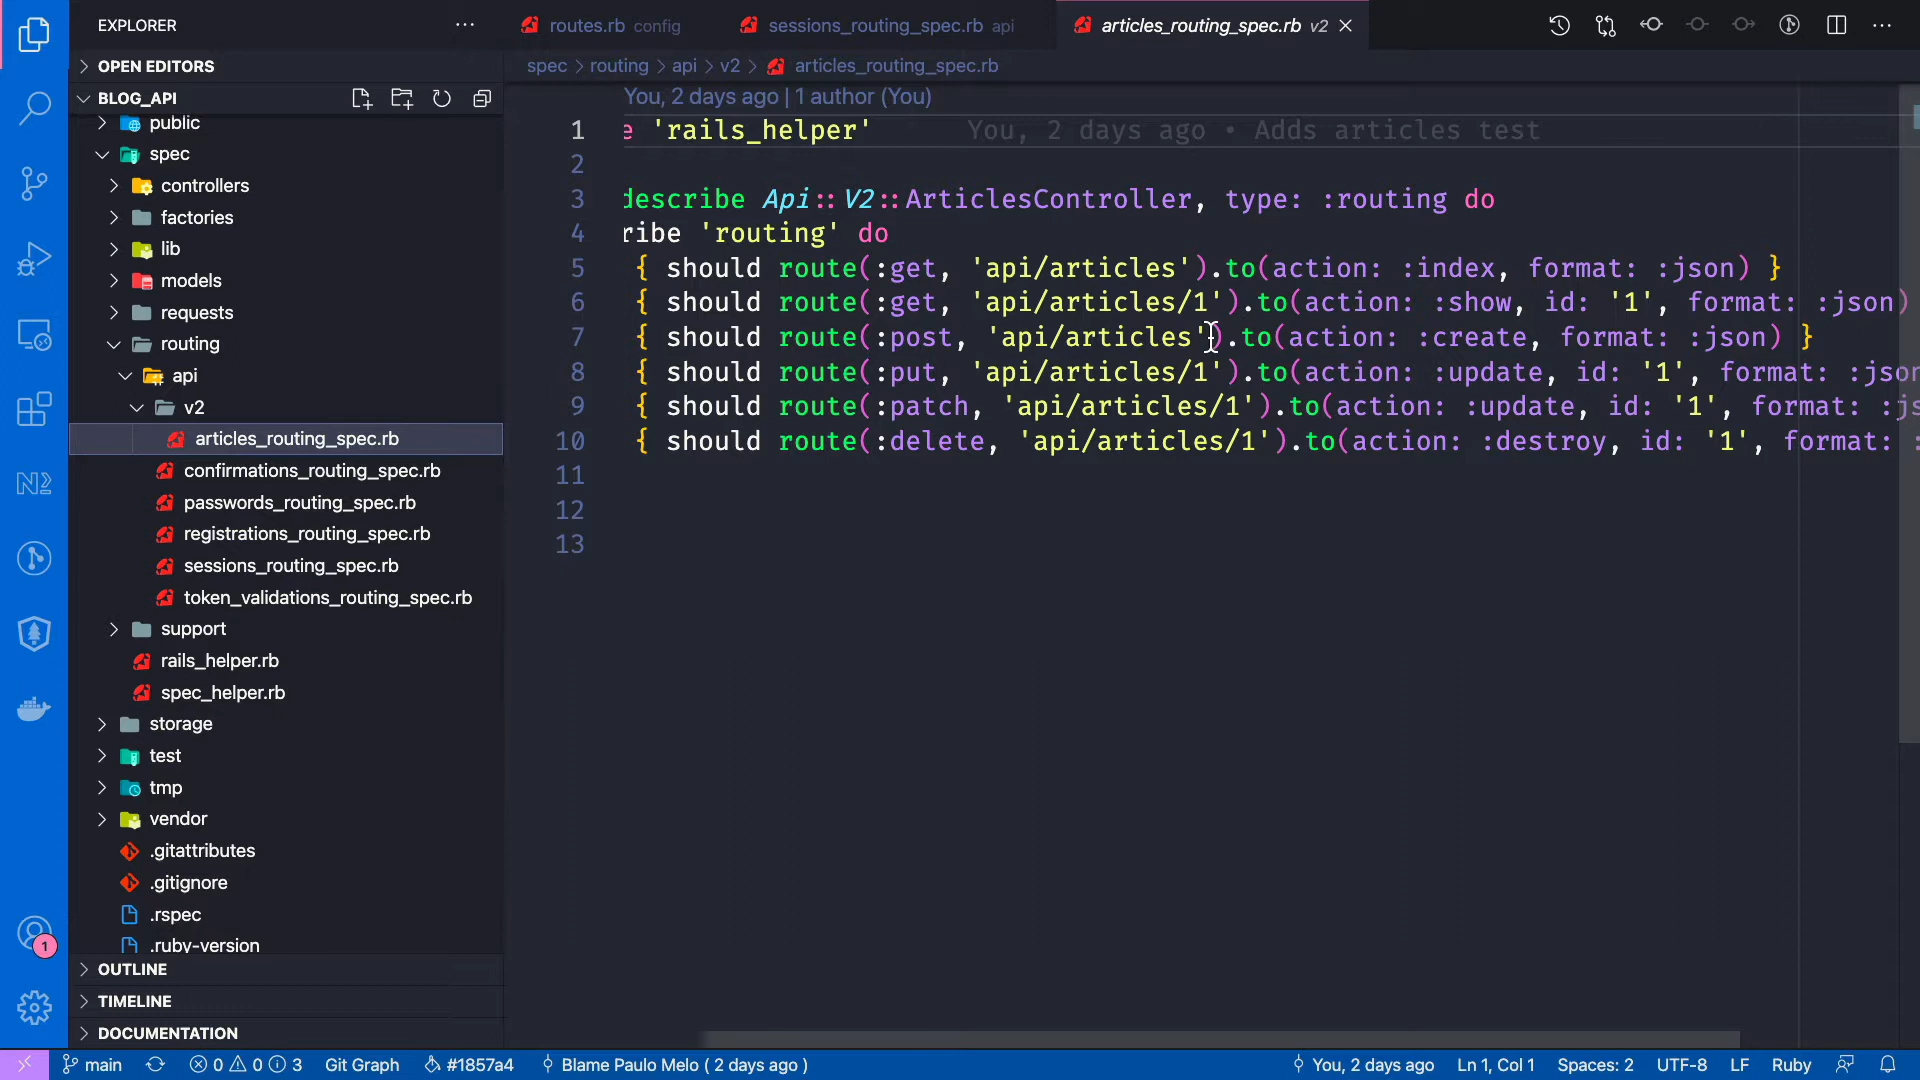 EXPLORER
OPEN EDITORS
BLOG_API
public
spec
controllers
factories
lib
models
requests
routing
api
v2
articles_routing_spec.rb
confirmations_routing_spec.rb
passwords_routing_spec.rb
registrations_routing_spec.rb
sessions_routing_spec.rb
token_validations_routing_spec.rb
support
rails_helper.rb
spec_helper.rb
storage
test
tmp
vendor
.gitattributes
.gitignore
.rspec
.ruby-version
OUTLINE
TIMELINE
DOCUMENTATION
1
routes.rb config
sessions_routing_spec.rb api
articles_routing_spec.rb v2
spec > routing > api > v2 > articles_routing_spec.rb
You, 2 days ago | 1 author (You)
1 e 'rails_helper' You, 2 days ago • Adds articles test
2
3 describe Api::V2::ArticlesController, type: :routing do
4 ribe 'routing' do
5 { should route(:get, 'api/articles').to(action: :index, format: :json) }
6 { should route(:get, 'api/articles/1').to(action: :show, id: '1', format: :json)
7 { should route(:post, 'api/articles').to(action: :create, format: :json) }
8 { should route(:put, 'api/articles/1').to(action: :update, id: '1', format: :json
9 { should route(:patch, 'api/articles/1').to(action: :update, id: '1', format: :js
10 { should route(:delete, 'api/articles/1').to(action: :destroy, id: '1', format: :
11
12
13
main 0 0 3 Git Graph #1857a4 Blame Paulo Melo ( 2 days ago ) You, 2 days ago Ln 1, Col 1 Spaces: 2 UTF-8 LF Ruby